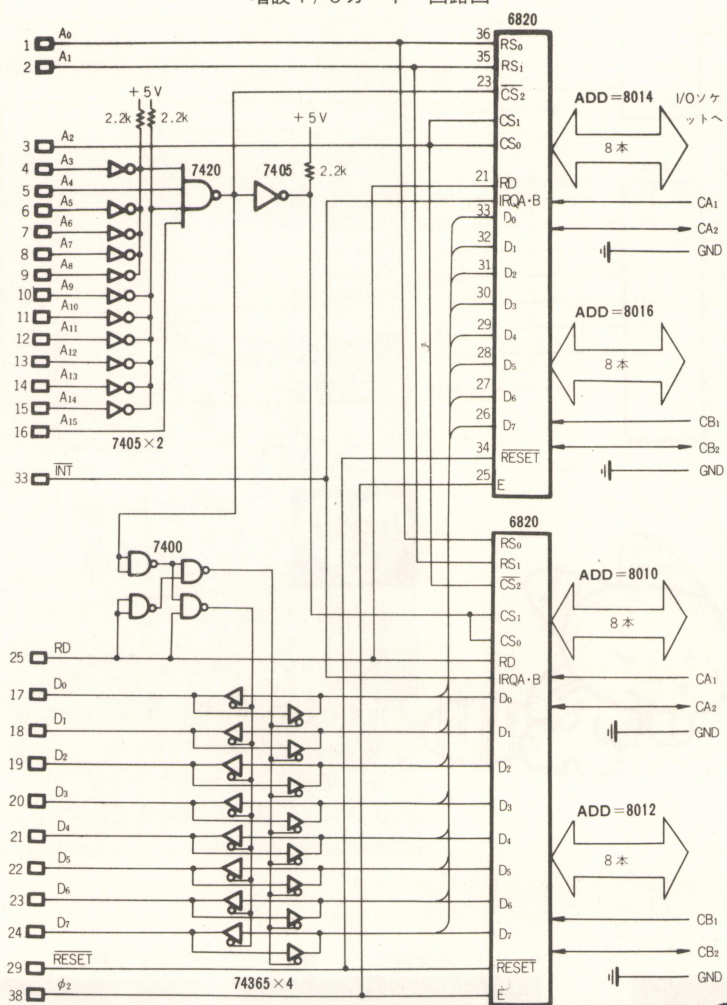 増設I/Oカード 回路図
6820
1 A₀
2 A₁
+5V
2.2k 2.2k
+5V
3 A₂
4 A₃
5 A₄
6 A₅
7 A₆
8 A₇
9 A₈
10 A₉
11 A₁₀
12 A₁₁
13 A₁₂
14 A₁₃
15 A₁₄
16 A₁₅
7405×2
7420
7405
2.2k
33 INT
36 RS₀
35 RS₁
23 CS₂
CS₁
CS₀
21 RD
IRQA・B
33 D₀
32 D₁
31 D₂
30 D₃
29 D₄
28 D₅
27 D₆
26 D₇
34 RESET
25 E
ADD=8014
I/Oソケ
ットへ
8本
CA₁
CA₂
GND
ADD=8016
8本
CB₁
CB₂
GND
7400
25 RD
17 D₀
18 D₁
19 D₂
20 D₃
21 D₄
22 D₅
23 D₆
24 D₇
29 RESET
38 φ₂
74365×4
6820
RS₀
RS₁
CS₂
CS₁
CS₀
RD
IRQA・B
D₀
D₁
D₂
D₃
D₄
D₅
D₆
D₇
RESET
E
ADD=8010
8本
CA₁
CA₂
GND
ADD=8012
8本
CB₁
CB₂
GND